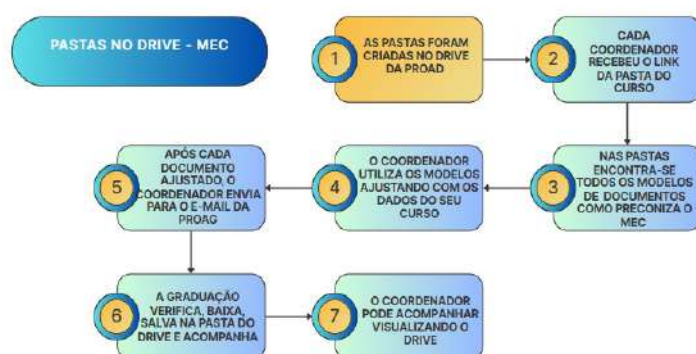 PASTAS NO DRIVE - MEC
1
AS PASTAS FORAM
CRIADAS NO DRIVE
DA PROAD
2
CADA
COORDENADOR
RECEBEU O LINK
DA PASTA DO
CURSO
3
NAS PASTAS
ENCONTRA-SE
TODOS OS MODELOS
DE DOCUMENTOS
COMO PRECONIZA O
MEC
4
O COORDENADOR
UTILIZA OS MODELOS
AJUSTANDO COM OS
DADOS DO SEU
CURSO
5
APÓS CADA
DOCUMENTO
AJUSTADO, O
COORDENADOR ENVIA
PARA O E-MAIL DA
PROAG
6
A GRADUAÇÃO
VERIFICA, BAIXA,
SALVA NA PASTA DO
DRIVE E ACOMPANHA
7
O COORDENADOR
PODE ACOMPANHAR
VISUALIZANDO O
DRIVE